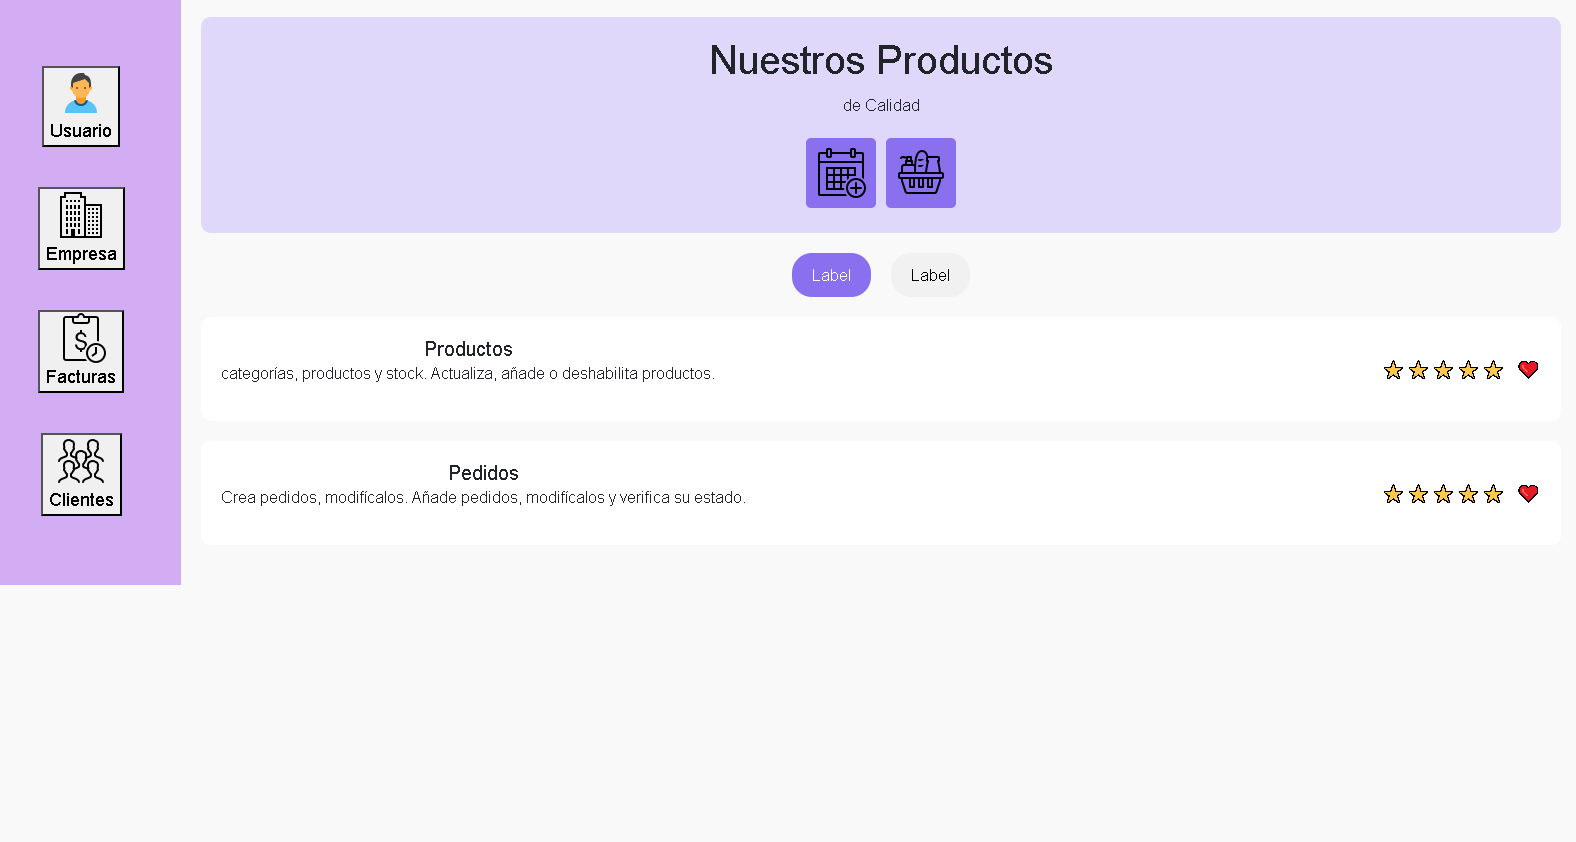 Usuario
Empresa
Facturas
Clientes
Nuestros Productos
de Calidad
Label
Label
Productos
categorías, productos y stock. Actualiza, añade o deshabilita productos.
Pedidos
Crea pedidos, modifícalos. Añade pedidos, modifícalos y verifica su estado.